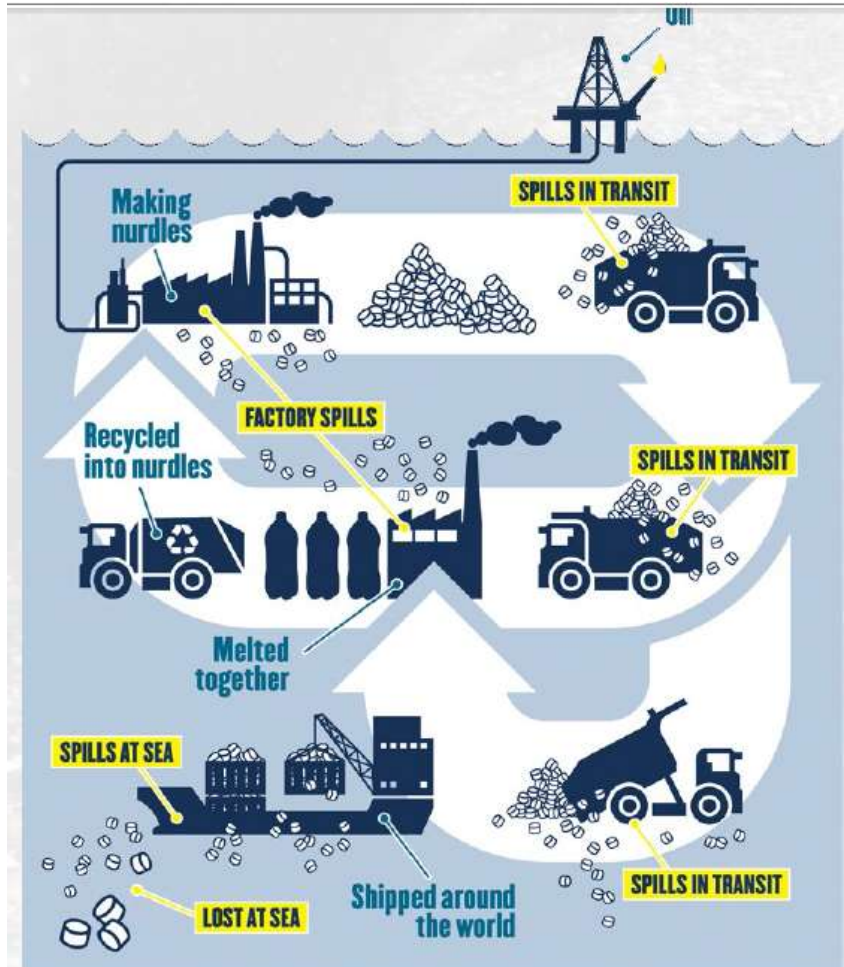 Oil
SPILLS IN TRANSIT
Making
nurdles
FACTORY SPILLS
Recycled
into nurdles
SPILLS IN TRANSIT
Melted
together
SPILLS AT SEA
SPILLS IN TRANSIT
Shipped around
the world
LOST AT SEA